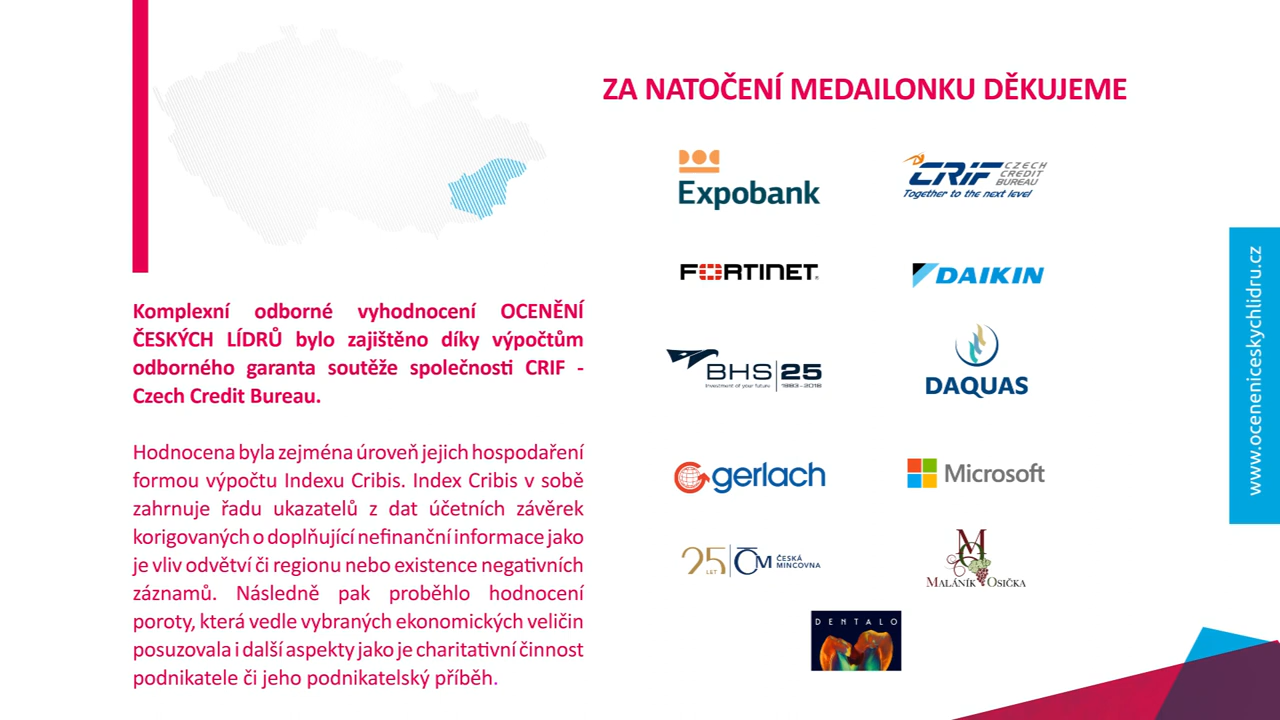 ZA NATOČENÍ MEDAILONKU DĚKUJEME
Expobank
CRIF CZECH
CREDIT
BUREAU
Together to the next level
FORTINET®
DAIKIN
BHS 25
Investment of your future 1993-2018
DAQUAS
gerlach
Microsoft
25 LET ČM ČESKÁ
MINCOVNA
MO
MALÁNÍK OSIČKA
DENTALO
Komplexní odborné vyhodnocení OCENĚNÍ
ČESKÝCH LÍDRŮ bylo zajištěno díky výpočtům
odborného garanta soutěže společnosti CRIF -
Czech Credit Bureau.
Hodnocena byla zejména úroveň jejich hospodaření
formou výpočtu Indexu Cribis. Index Cribis v sobě
zahrnuje řadu ukazatelů z dat účetních závěrek
korigovaných o doplňující nefinanční informace jako
je vliv odvětví či regionu nebo existence negativních
záznamů. Následně pak proběhlo hodnocení
poroty, která vedle vybraných ekonomických veličin
posuzovala i další aspekty jako je charitativní činnost
podnikatele či jeho podnikatelský příběh.
www.oceneniceskychlidru.cz